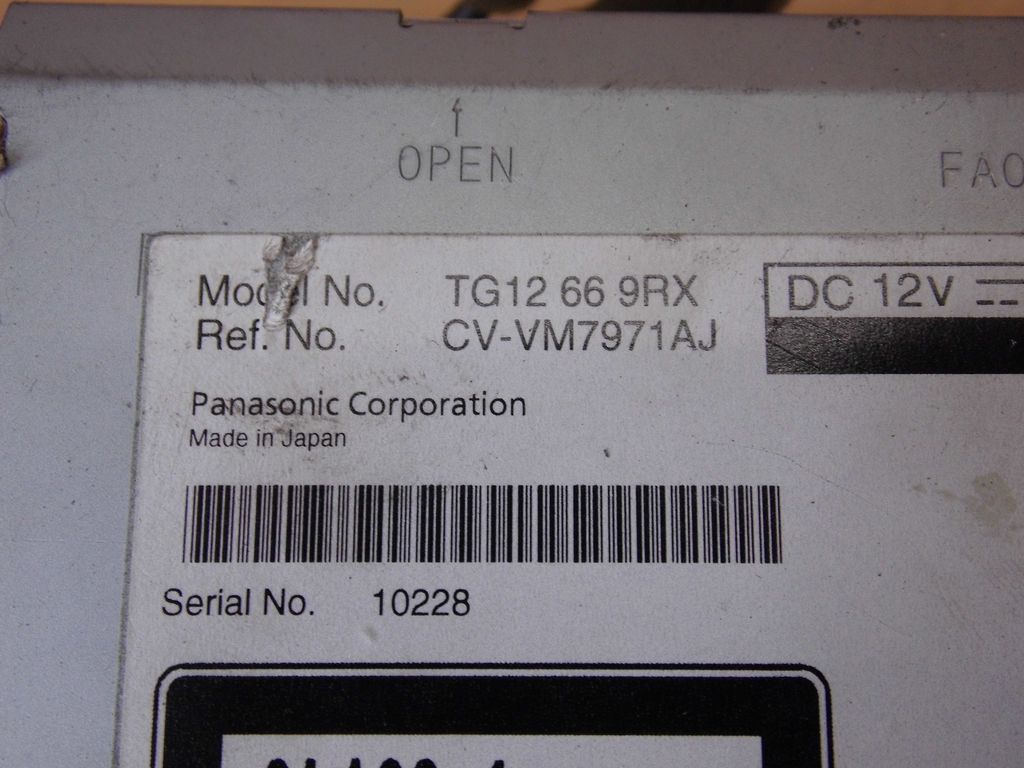 OPEN
FAC
Model No. TG12 66 9RX
DC 12V
Ref. No. CV-VM7971AJ
Panasonic Corporation
Made in Japan
Serial No. 10228